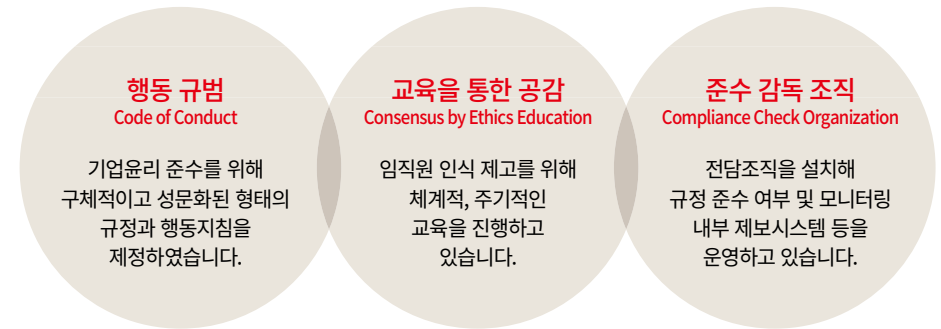 행동 규범
Code of Conduct
기업윤리 준수를 위해
구체적이고 성문화된 형태의
규정과 행동지침을
제정하였습니다.
교육을 통한 공감
Consensus by Ethics Education
임직원 인식 제고를 위해
체계적, 주기적인
교육을 진행하고
있습니다.
준수 감독 조직
Compliance Check Organization
전담조직을 설치해
규정 준수 여부 및 모니터링
내부 제보시스템 등을
운영하고 있습니다.